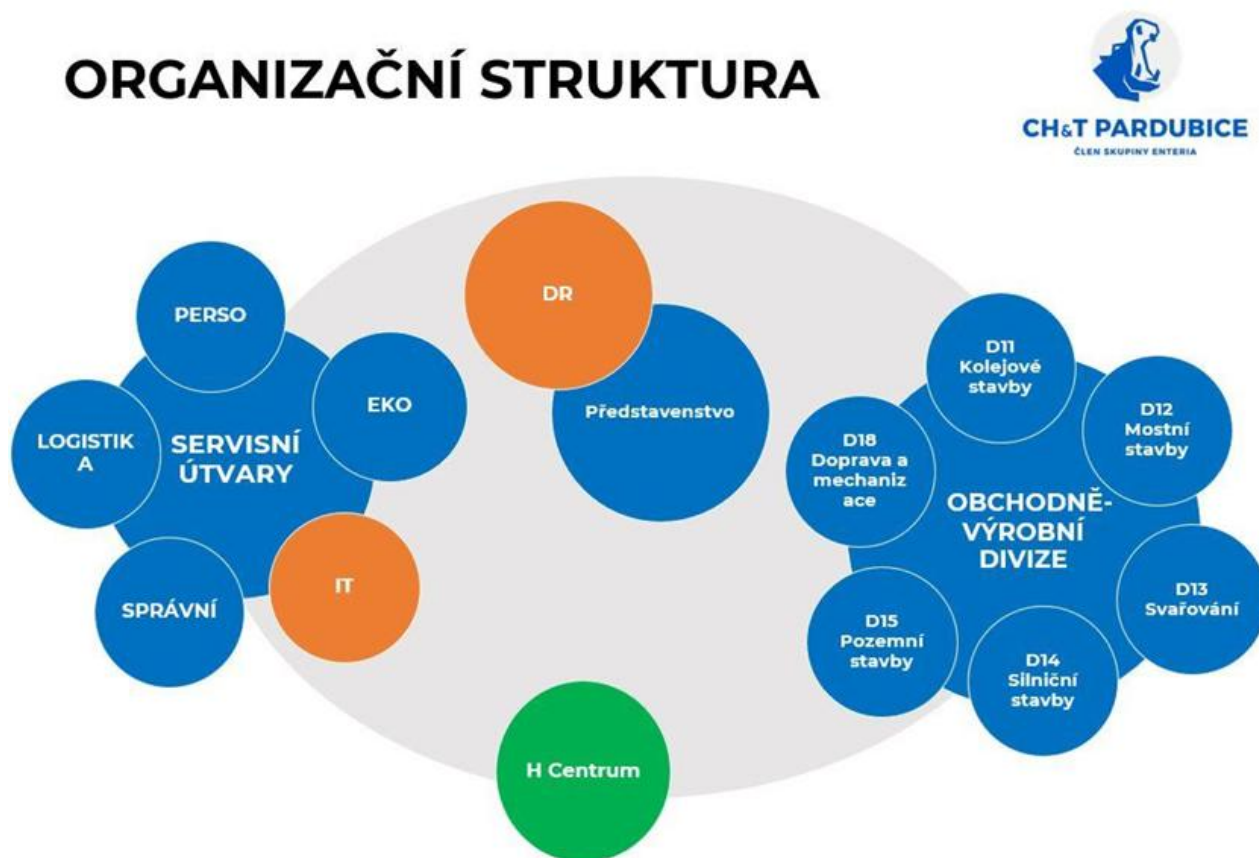 ORGANIZAČNÍ STRUKTURA
CH&T PARDUBICE
ČLEN SKUPINY ENTERIA
PERSO
EKO
LOGISTIK
A
SERVISNÍ
ÚTVARY
SPRÁVNÍ
IT
DR
Představenstvo
H Centrum
D11
Kolejové
stavby
D12
Mostní
stavby
D18
Doprava a
mechaniz
ace
OBCHODNĚ-
VÝROBNÍ
DIVIZE
D13
Svařování
D15
Pozemní
stavby
D14
Silniční
stavby